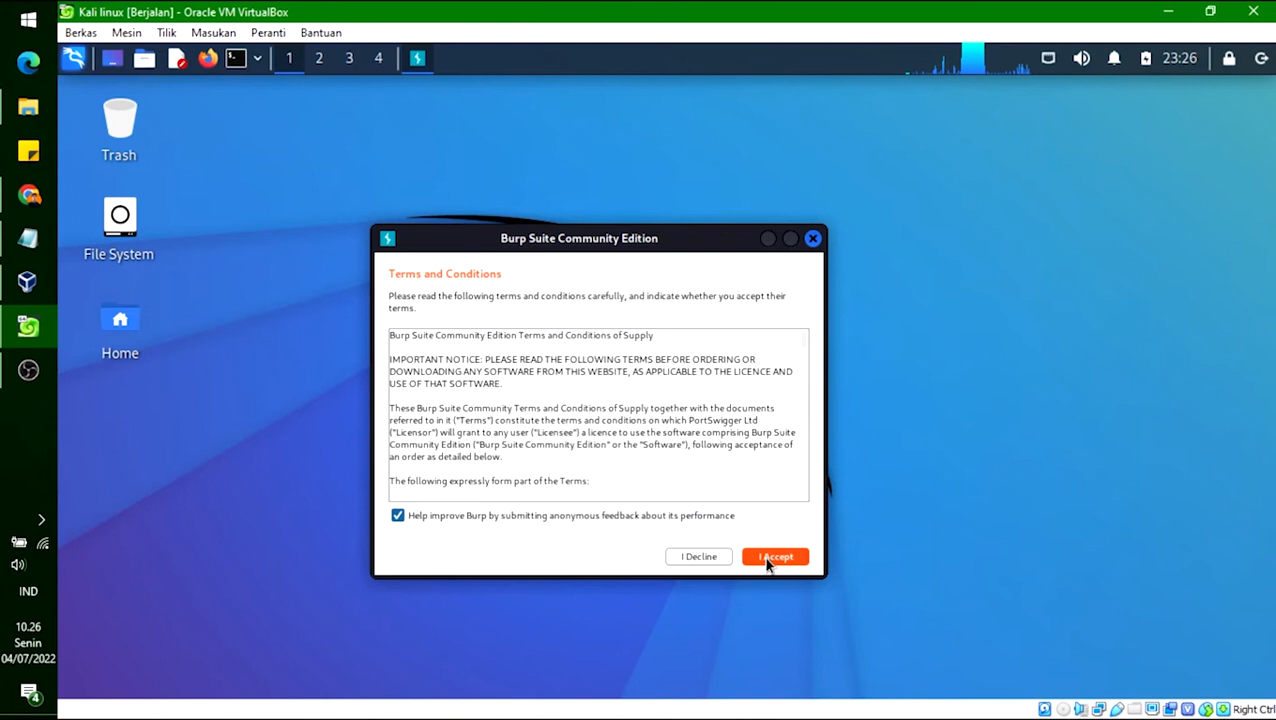 Kali linux [Berjalan] - Oracle VM VirtualBox
Berkas Mesin Tilik Masukan Peranti Bantuan
1 2 3 4 23:26
Trash
File System
Home
Burp Suite Community Edition
Terms and Conditions
Please read the following terms and conditions carefully, and indicate whether you accept their
terms.
Burp Suite Community Edition Terms and Conditions of Supply
IMPORTANT NOTICE: PLEASE READ THE FOLLOWING TERMS BEFORE ORDERING OR
DOWNLOADING ANY SOFTWARE FROM THIS WEBSITE, AS APPLICABLE TO THE LICENCE AND
USE OF THAT SOFTWARE.
These Burp Suite Community Terms and Conditions of Supply together with the documents
referred to in it ("Terms") constitute the terms and conditions on which PortSwigger Ltd
("Licensor") will grant to any user ("Licensee") a licence to use the software comprising Burp Suite
Community Edition ("Burp Suite Community Edition" or the "Software"), following acceptance of
an order as detailed below.
The following expressly form part of the Terms:
Help improve Burp by submitting anonymous feedback about its performance
I Decline I Accept
IND
10.26
Senin
04/07/2022
4
Right Ctrl